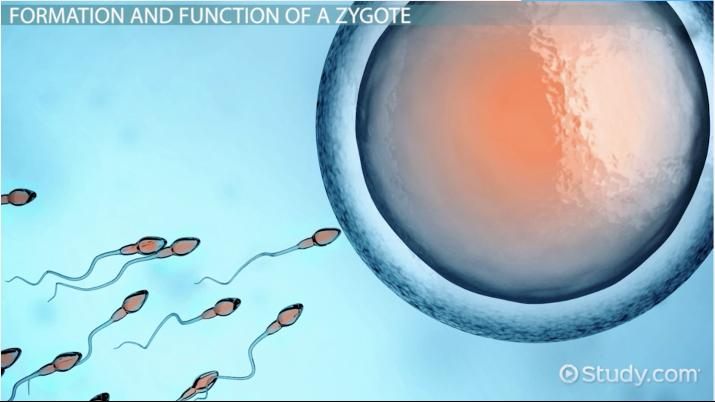 FORMATION AND FUNCTION OF A ZYGOTE
Study.com